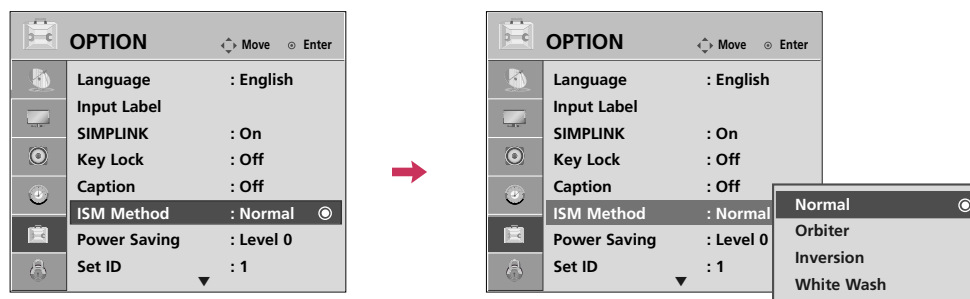 OPTION Move Enter
Language : English
Input Label
SIMPLINK : On
Key Lock : Off
Caption : Off
ISM Method : Normal
Power Saving : Level 0
Set ID : 1
OPTION Move Enter
Language : English
Input Label
SIMPLINK : On
Key Lock : Off
Caption : Off
ISM Method : Normal
Power Saving : Level 0
Set ID : 1
Normal
Orbiter
Inversion
White Wash